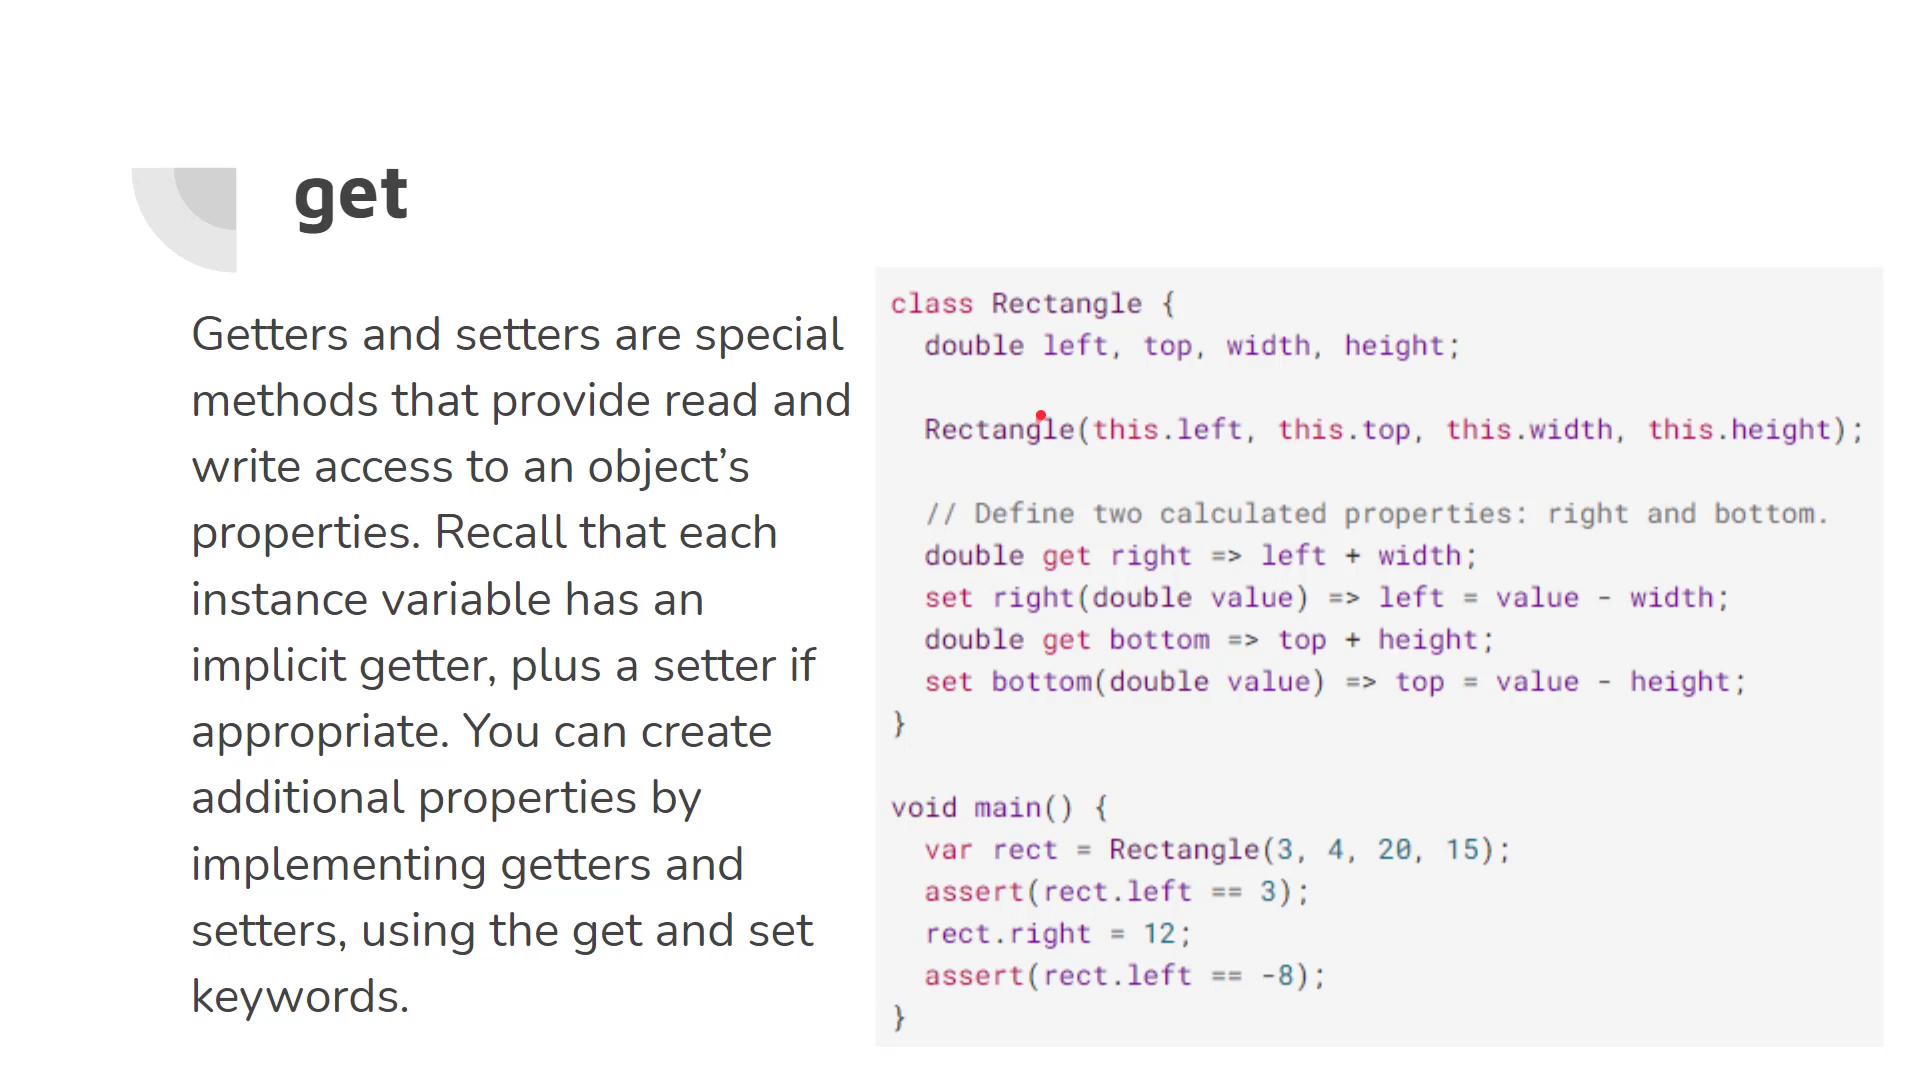 get
Getters and setters are special
methods that provide read and
write access to an object’s
properties. Recall that each
instance variable has an
implicit getter, plus a setter if
appropriate. You can create
additional properties by
implementing getters and
setters, using the get and set
keywords.
class Rectangle {
  double left, top, width, height;

  Rectangle(this.left, this.top, this.width, this.height);

  // Define two calculated properties: right and bottom.
  double get right => left + width;
  set right(double value) => left = value - width;
  double get bottom => top + height;
  set bottom(double value) => top = value - height;
}

void main() {
  var rect = Rectangle(3, 4, 20, 15);
  assert(rect.left == 3);
  rect.right = 12;
  assert(rect.left == -8);
}